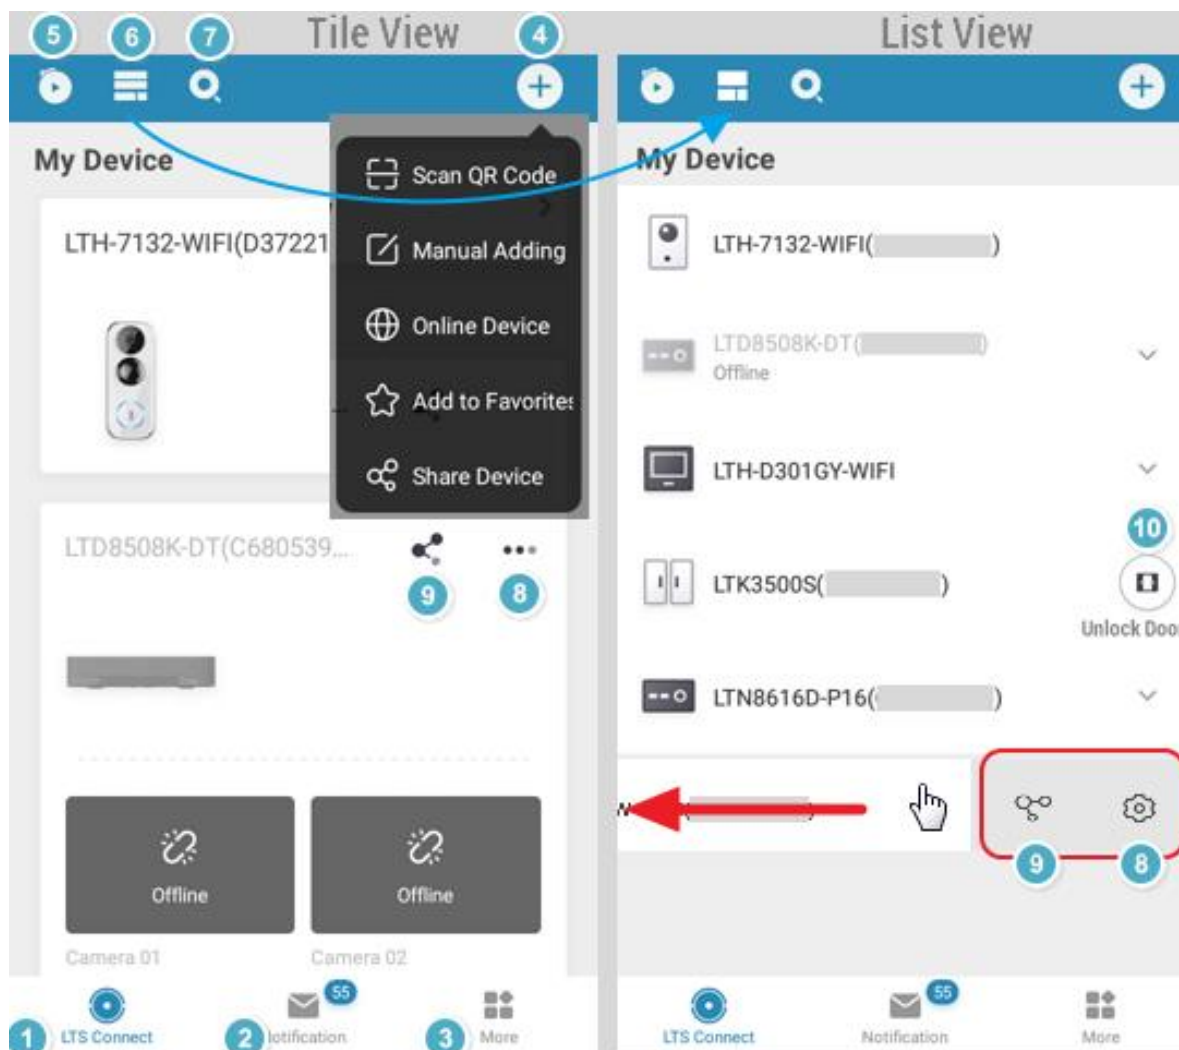 Tile View
5 6 7 4
My Device
Scan QR Code
LTH-7132-WIFI(D37221
Manual Adding
Online Device
Add to Favorites
Share Device
LTD8508K-DT(C680539...
9 8
Offline
Offline
Camera 01
Camera 02
55
1 LTS Connect
2 otification
3 More
List View
My Device
LTH-7132-WIFI( )
LTD8508K-DT( )
Offline
LTH-D301GY-WIFI
10
LTK3500S( )
Unlock Doo
LTN8616D-P16( )
9 8
55
LTS Connect
Notification
More